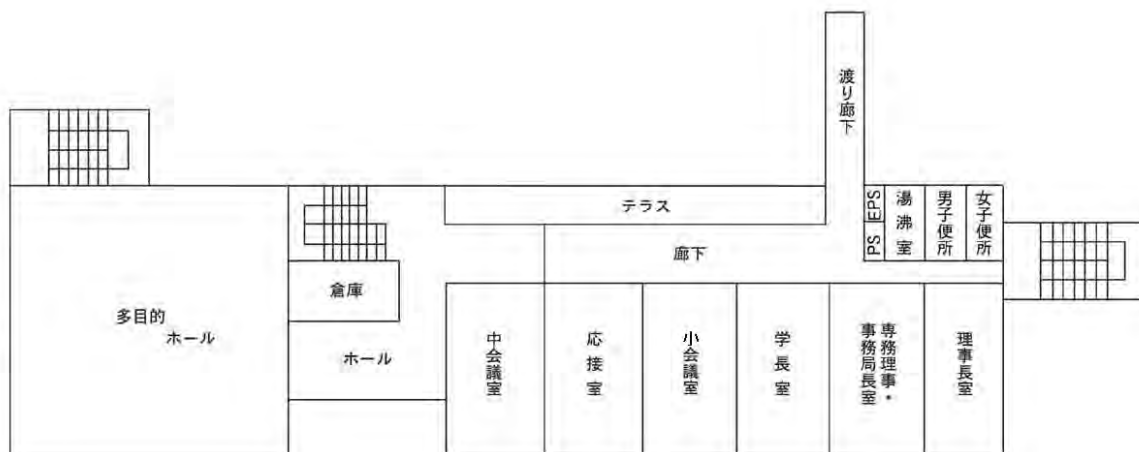 渡り廊下
テラス
EPS
PS
湯沸室
男子便所
女子便所
廊下
倉庫
多目的
ホール
ホール
中会議室
応接室
小会議室
学長室
専務理事・
事務局長室
理事長室